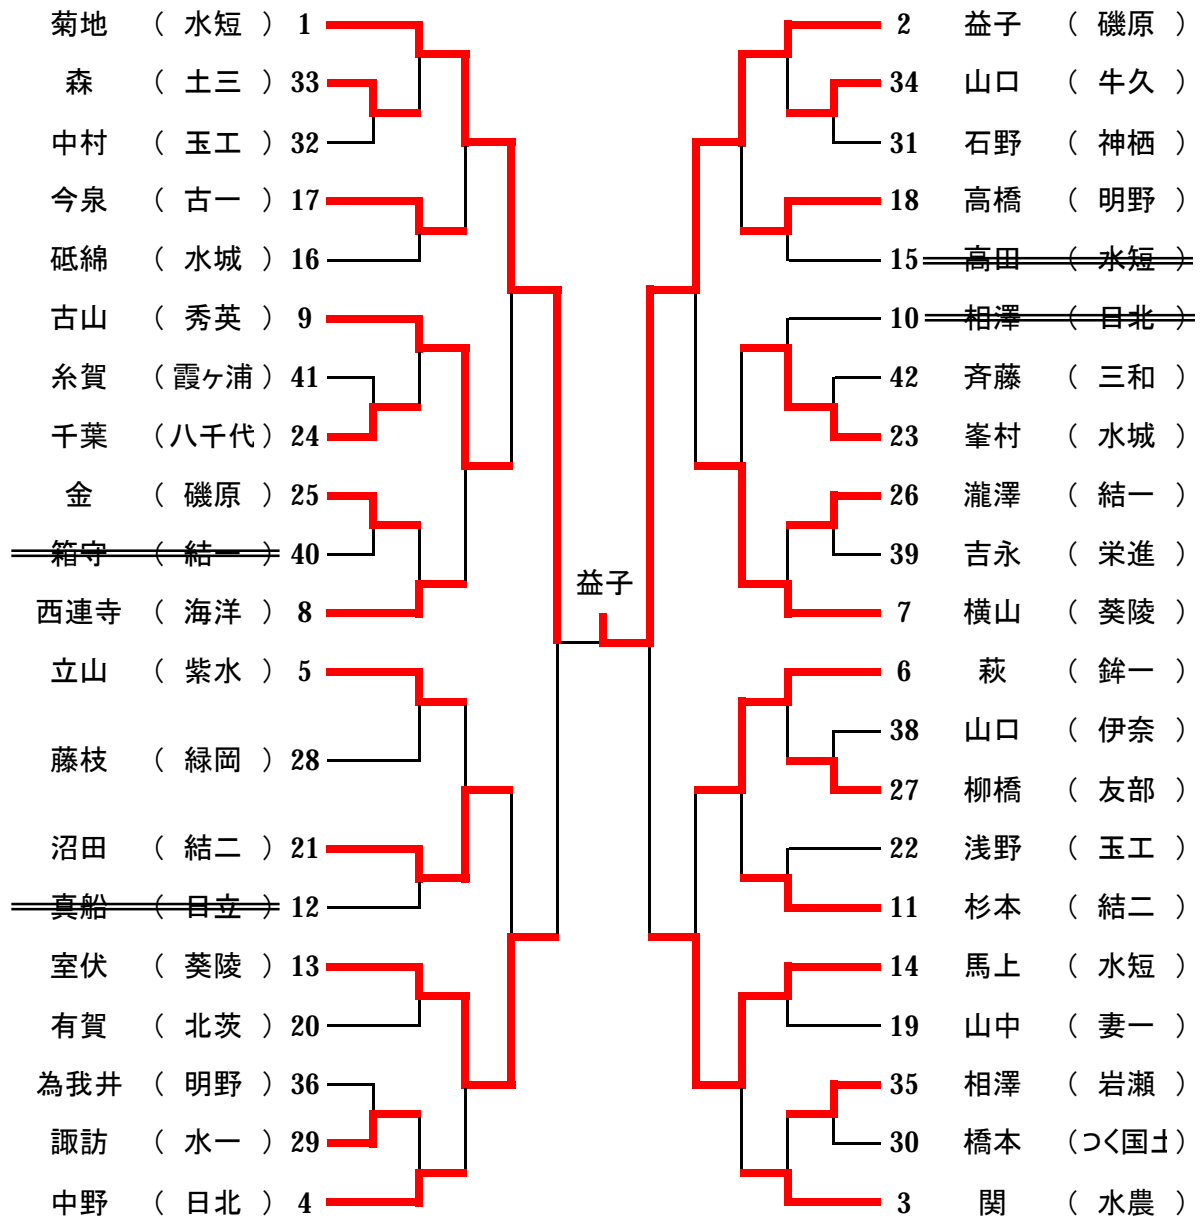 菊地 ( 水短 ) 1
森 ( 土三 ) 33
中村 ( 玉工 ) 32
今泉 ( 古一 ) 17
砥綿 ( 水城 ) 16
古山 ( 秀英 ) 9
糸賀 ( 霞ヶ浦 ) 41
千葉 ( 八千代 ) 24
金 ( 磯原 ) 25
箱守 ( 結一 ) 40
西連寺 ( 海洋 ) 8
立山 ( 紫水 ) 5
藤枝 ( 緑岡 ) 28
沼田 ( 結二 ) 21
真船 ( 日立 ) 12
室伏 ( 葵陵 ) 13
有賀 ( 北茨 ) 20
為我井 ( 明野 ) 36
諏訪 ( 水一 ) 29
中野 ( 日北 ) 4
益子
2 益子 ( 磯原 )
34 山口 ( 牛久 )
31 石野 ( 神栖 )
18 高橋 ( 明野 )
15 高田 ( 水短 )
10 相澤 ( 日北 )
42 斉藤 ( 三和 )
23 峯村 ( 水城 )
26 瀧澤 ( 結一 )
39 吉永 ( 栄進 )
7 横山 ( 葵陵 )
6 萩 ( 鉾一 )
38 山口 ( 伊奈 )
27 柳橋 ( 友部 )
22 浅野 ( 玉工 )
11 杉本 ( 結二 )
14 馬上 ( 水短 )
19 山中 ( 妻一 )
35 相澤 ( 岩瀬 )
30 橋本 (つく国土)
3 関 ( 水農 )